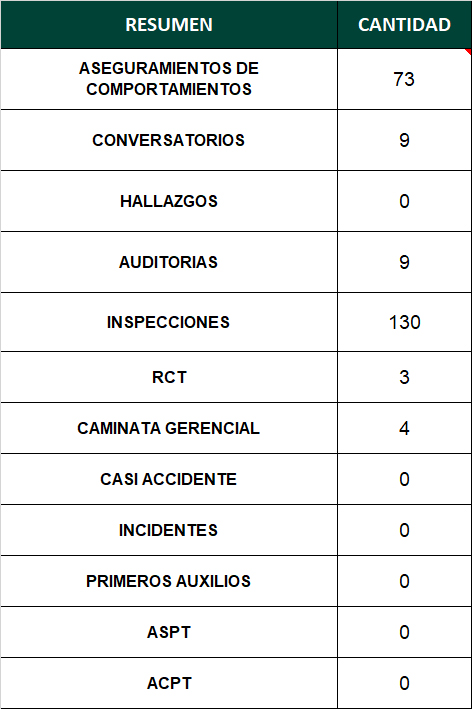 RESUMEN CANTIDAD
ASEGURAMIENTOS DE
COMPORTAMIENTOS 73
CONVERSATORIOS 9
HALLAZGOS 0
AUDITORIAS 9
INSPECCIONES 130
RCT 3
CAMINATA GERENCIAL 4
CASI ACCIDENTE 0
INCIDENTES 0
PRIMEROS AUXILIOS 0
ASPT 0
ACPT 0